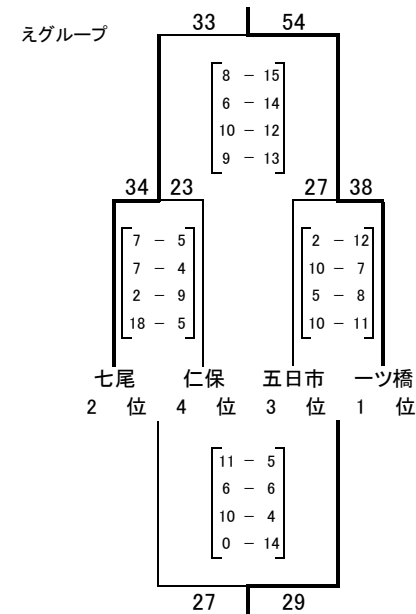 えグループ
33 54
8 － 15
6 － 14
10 － 12
9 － 13
34 23 27 38
7 － 5 2 － 12
7 － 4 10 － 7
2 － 9 5 － 8
18 － 5 10 － 11
七尾 仁保 五日市 一ツ橋
2 位 4 位 3 位 1 位
11 － 5
6 － 6
10 － 4
0 － 14
27 29